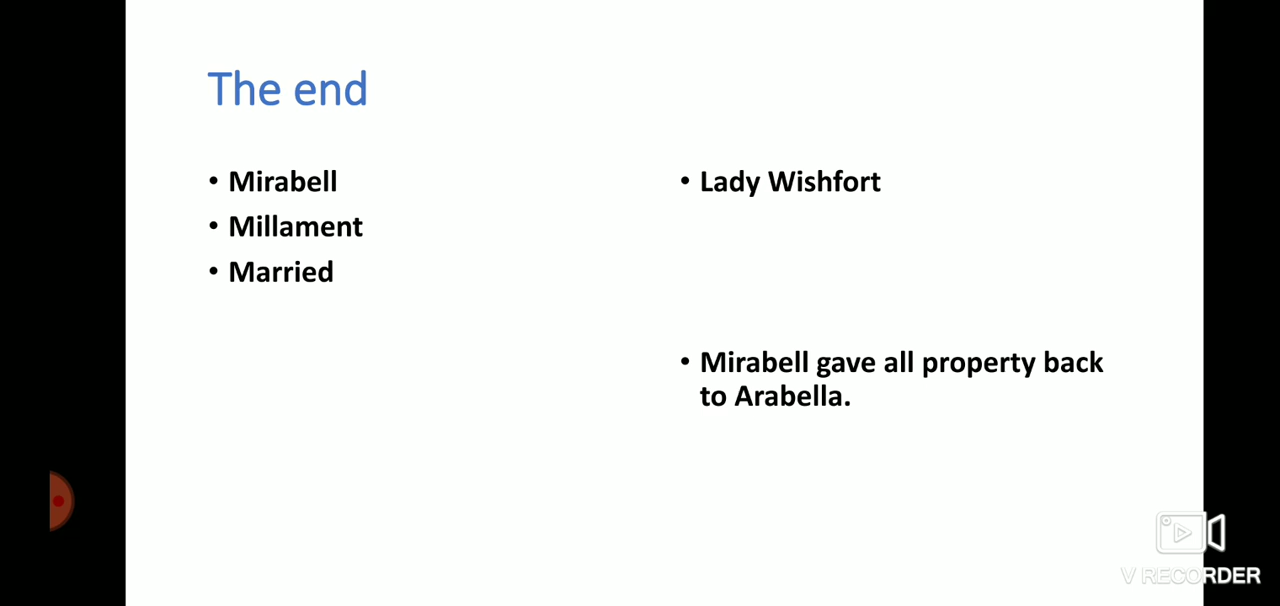 The end
• Mirabell
• Millament
• Married
• Lady Wishfort
• Mirabell gave all property back
to Arabella.
V RECORDER